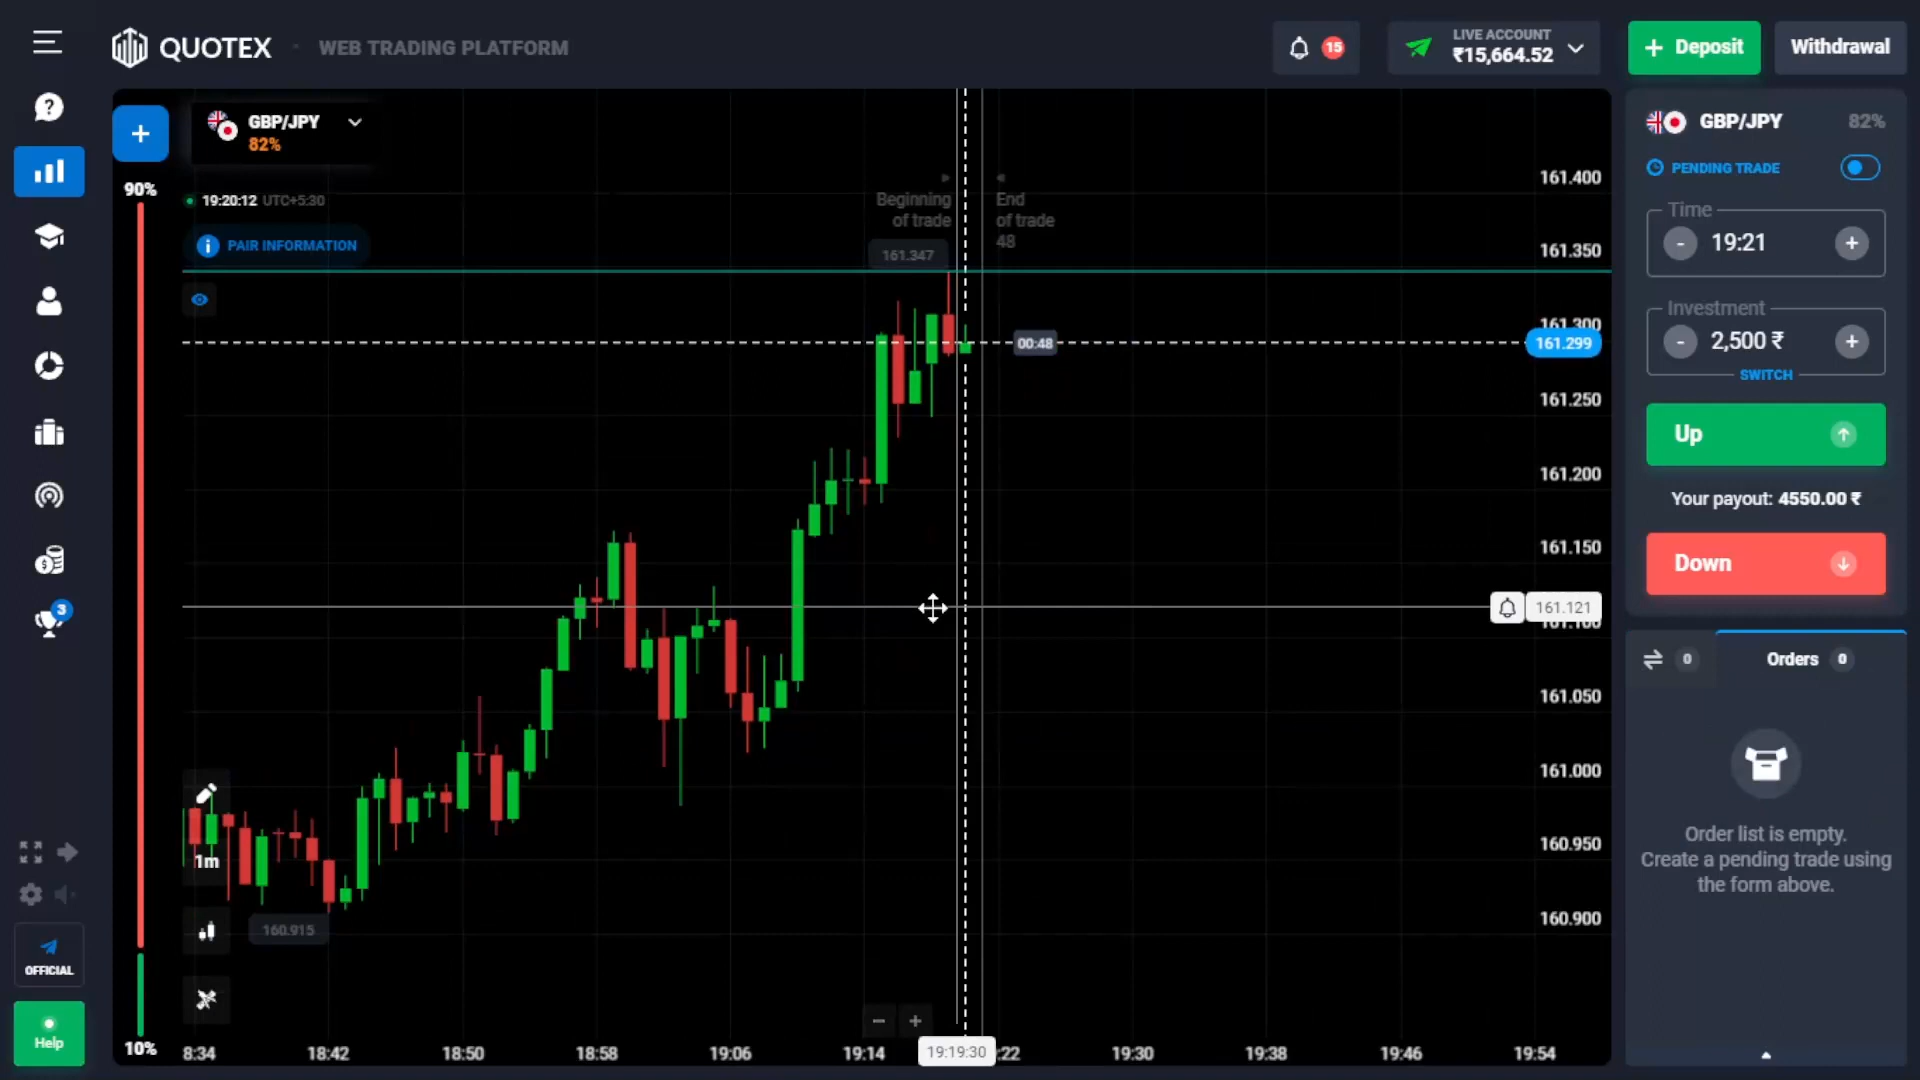 QUOTEX
WEB TRADING PLATFORM
15
LIVE ACCOUNT
₹15,664.52
+ Deposit
Withdrawal
GBP/JPY
82%
90%
19:20:12 UTC+5:30
PAIR INFORMATION
Beginning
of trade
End
of trade
48
161.347
161.400
161.350
161.300
161.299
161.250
161.200
161.150
161.121
161.100
161.050
161.000
160.950
160.900
00:48
160.915
1m
10%
8:34
18:42
18:50
18:58
19:06
19:14
19:19:30
:22
19:30
19:38
19:46
19:54
3
OFFICIAL
Help
GBP/JPY
82%
PENDING TRADE
Time
- 19:21 +
Investment
- 2,500 ₹ +
SWITCH
Up
Your payout: 4550.00 ₹
Down
0
Orders 0
Order list is empty.
Create a pending trade using
the form above.